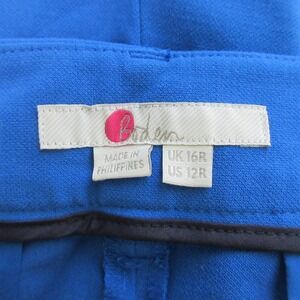 Boden
MADE IN
PHILIPPINES
UK 16R
US 12R